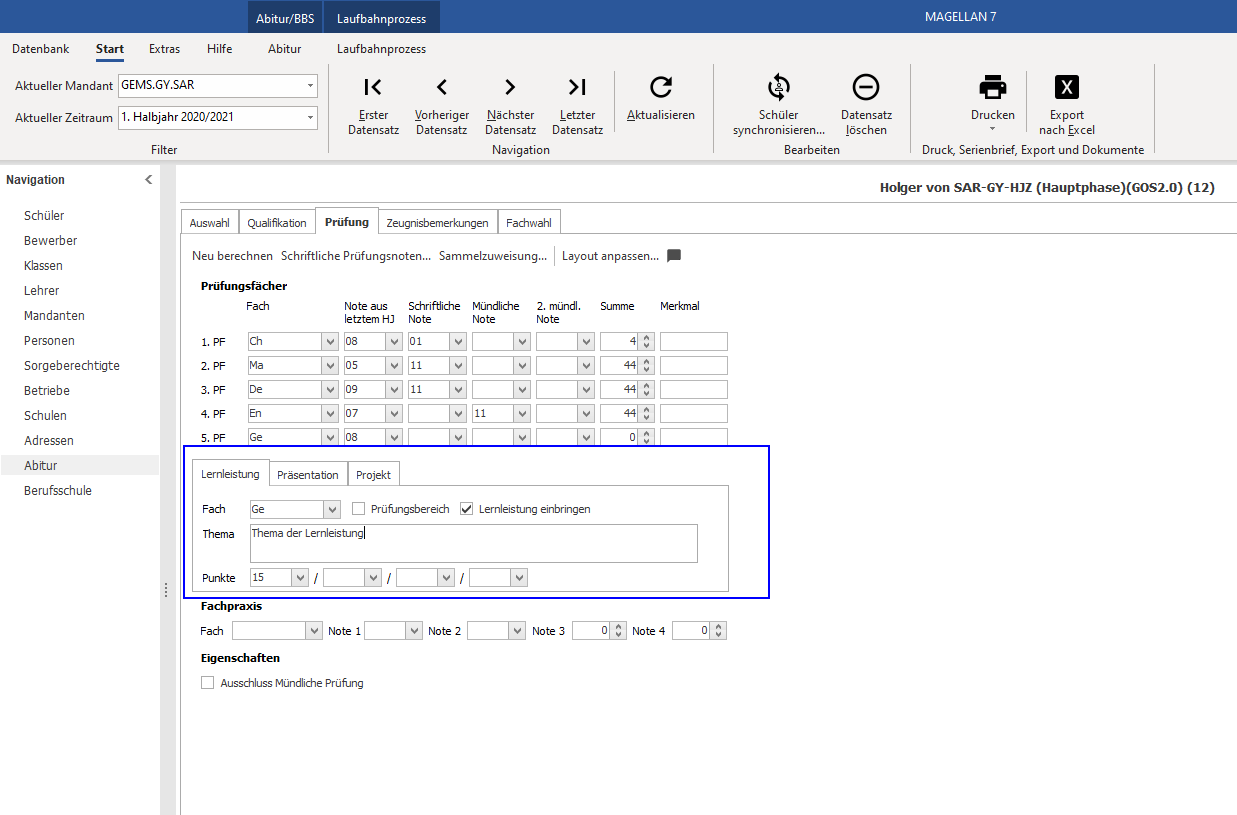 Abitur/BBS Laufbahnprozess MAGELLAN 7
Datenbank Start Extras Hilfe Abitur Laufbahnprozess
Aktueller Mandant GEMS.GY.SAR
Aktueller Zeitraum 1. Halbjahr 2020/2021
Filter
Erster Datensatz
Vorheriger Datensatz
Nächster Datensatz
Letzter Datensatz
Aktualisieren
Navigation
Schüler synchronisieren...
Datensatz löschen
Bearbeiten
Drucken
Export nach Excel
Druck, Serienbrief, Export und Dokumente
Navigation
Schüler
Bewerber
Klassen
Lehrer
Mandanten
Personen
Sorgeberechtigte
Betriebe
Schulen
Adressen
Abitur
Berufsschule
Holger von SAR-GY-HJZ (Hauptphase)(GOS2.0) (12)
Auswahl Qualifikation Prüfung Zeugnisbemerkungen Fachwahl
Neu berechnen Schriftliche Prüfungsnoten... Sammelzuweisung... Layout anpassen...
Prüfungsfächer
Fach Note aus Schriftliche Mündliche 2. mündl. Summe Merkmal
letztem HJ Note Note Note
1. PF Ch 08 01 4
2. PF Ma 05 11 44
3. PF De 09 11 44
4. PF En 07 11 44
5. PF Ge 08 0
Lernleistung Präsentation Projekt
Fach Ge Prüfungsbereich Lernleistung einbringen
Thema Thema der Lernleistung
Punkte 15 / / /
Fachpraxis
Fach Note 1 Note 2 Note 3 0 Note 4 0
Eigenschaften
Ausschluss Mündliche Prüfung